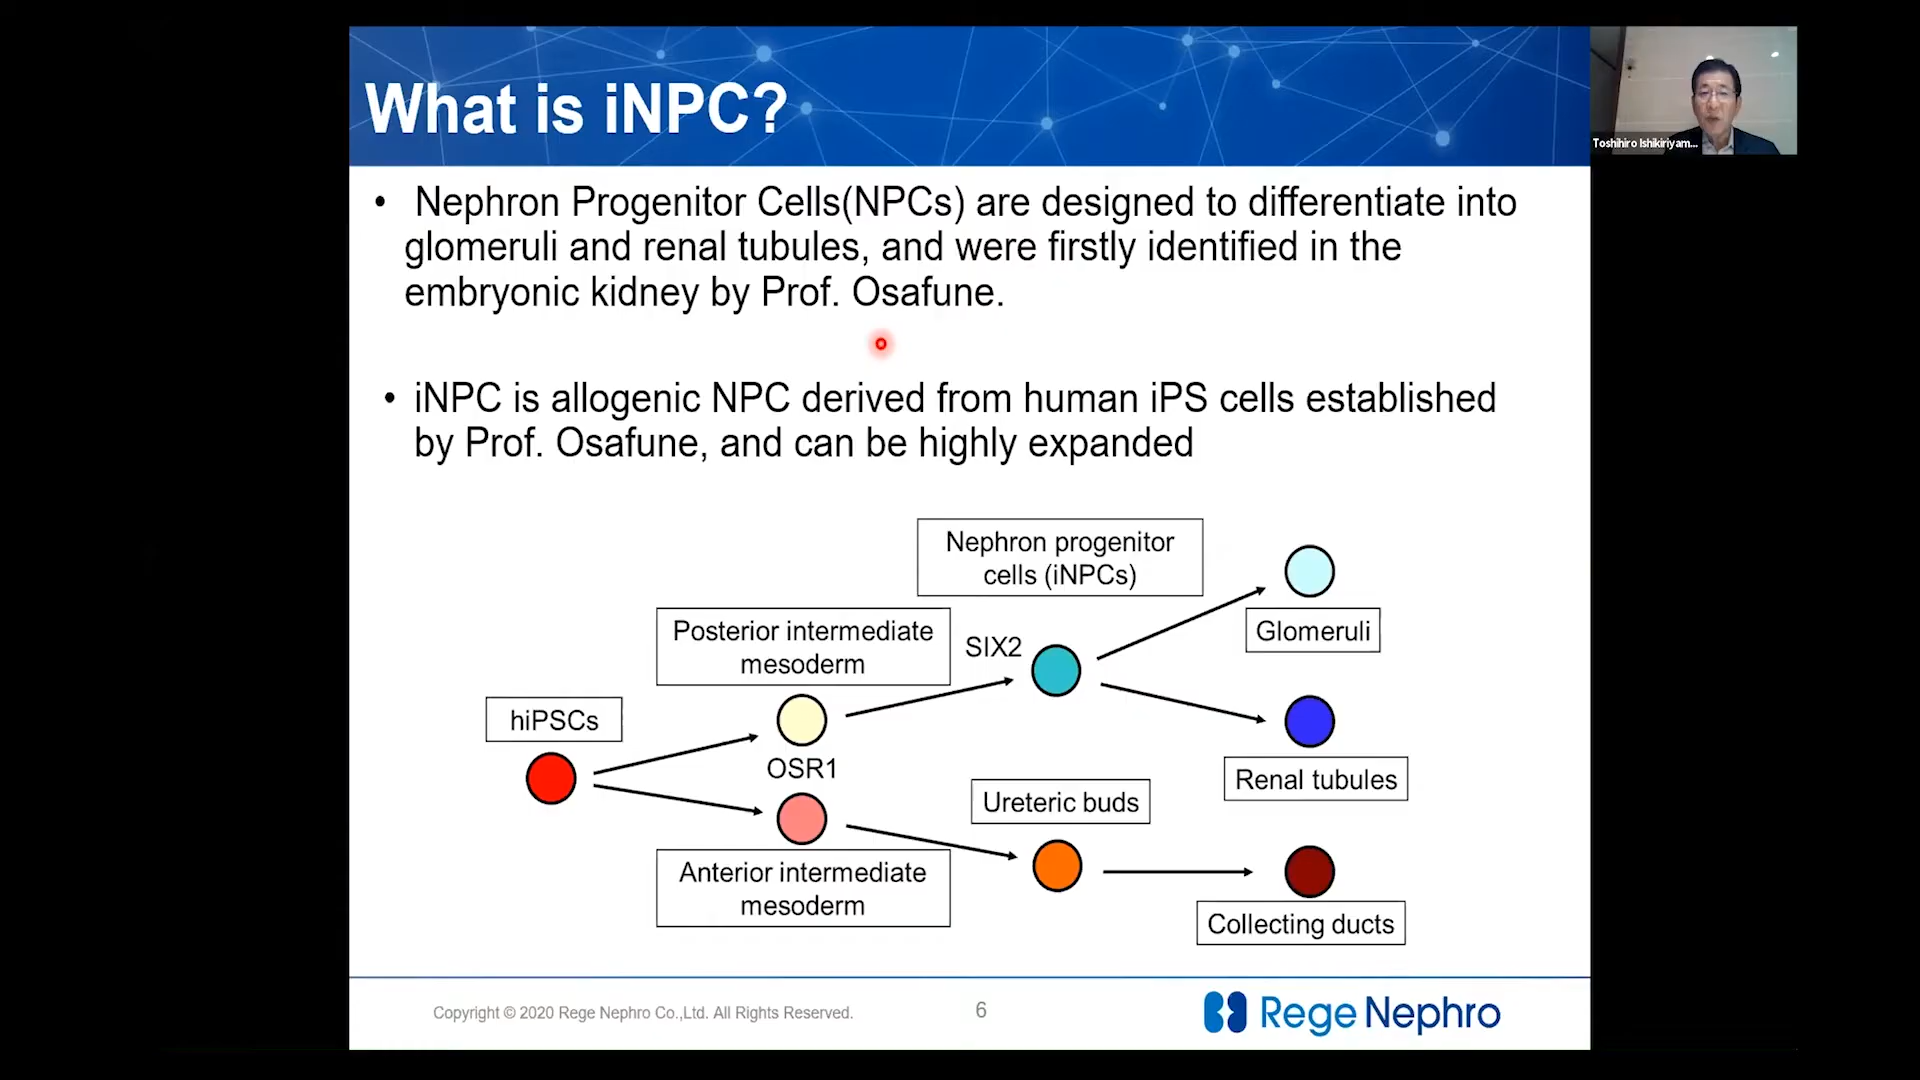 What is iNPC?
Toshihiro Ishikiriyam...
• Nephron Progenitor Cells(NPCs) are designed to differentiate into
glomeruli and renal tubules, and were firstly identified in the
embryonic kidney by Prof. Osafune.
• iNPC is allogenic NPC derived from human iPS cells established
by Prof. Osafune, and can be highly expanded
Nephron progenitor
cells (iNPCs)
Posterior intermediate
mesoderm
SIX2
Glomeruli
hiPSCs
OSR1
Renal tubules
Ureteric buds
Anterior intermediate
mesoderm
Collecting ducts
Copyright © 2020 Rege Nephro Co.,Ltd. All Rights Reserved.
6
Rege Nephro